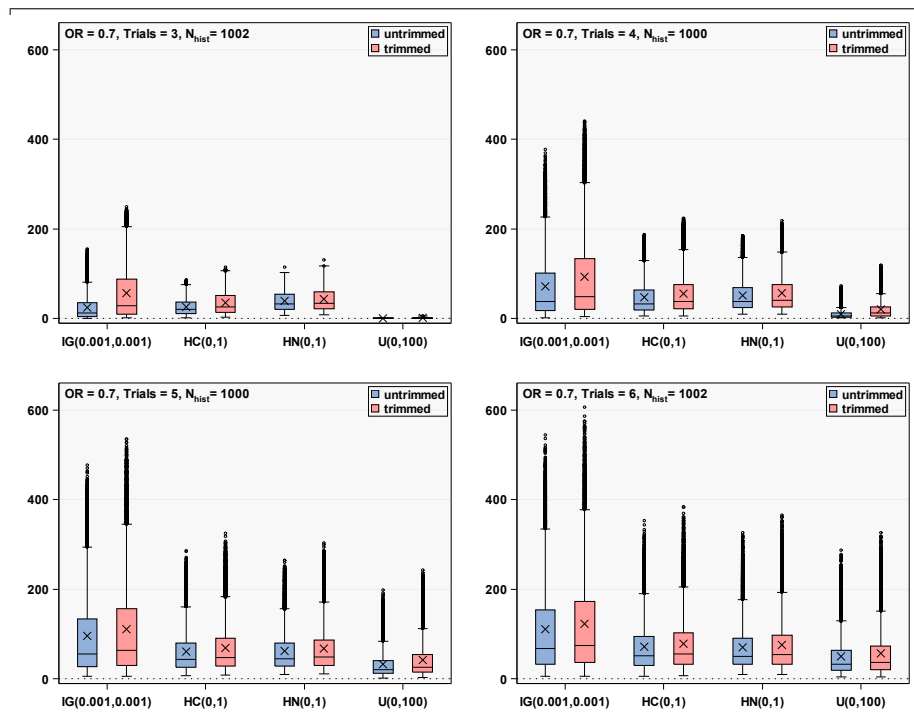 OR = 0.7, Trials = 3, N_hist = 1002
untrimmed
trimmed
600
400
200
0
IG(0.001,0.001) HC(0,1) HN(0,1) U(0,100)
OR = 0.7, Trials = 4, N_hist = 1000
untrimmed
trimmed
600
400
200
0
IG(0.001,0.001) HC(0,1) HN(0,1) U(0,100)
OR = 0.7, Trials = 5, N_hist = 1000
untrimmed
trimmed
600
400
200
0
IG(0.001,0.001) HC(0,1) HN(0,1) U(0,100)
OR = 0.7, Trials = 6, N_hist = 1002
untrimmed
trimmed
600
400
200
0
IG(0.001,0.001) HC(0,1) HN(0,1) U(0,100)